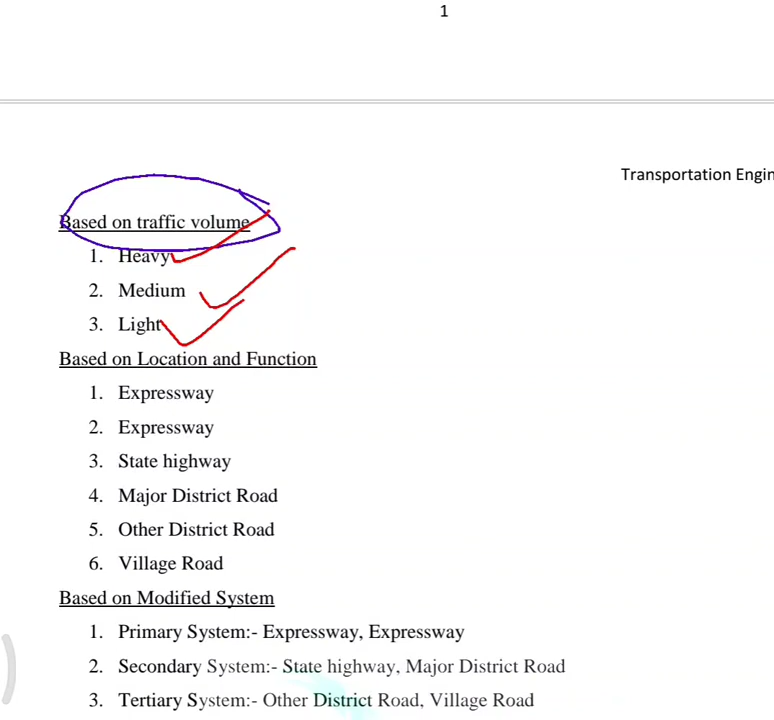 1
Transportation Engin
Based on traffic volume
1. Heavy
2. Medium
3. Light
Based on Location and Function
1. Expressway
2. Expressway
3. State highway
4. Major District Road
5. Other District Road
6. Village Road
Based on Modified System
1. Primary System:- Expressway, Expressway
2. Secondary System:- State highway, Major District Road
3. Tertiary System:- Other District Road, Village Road